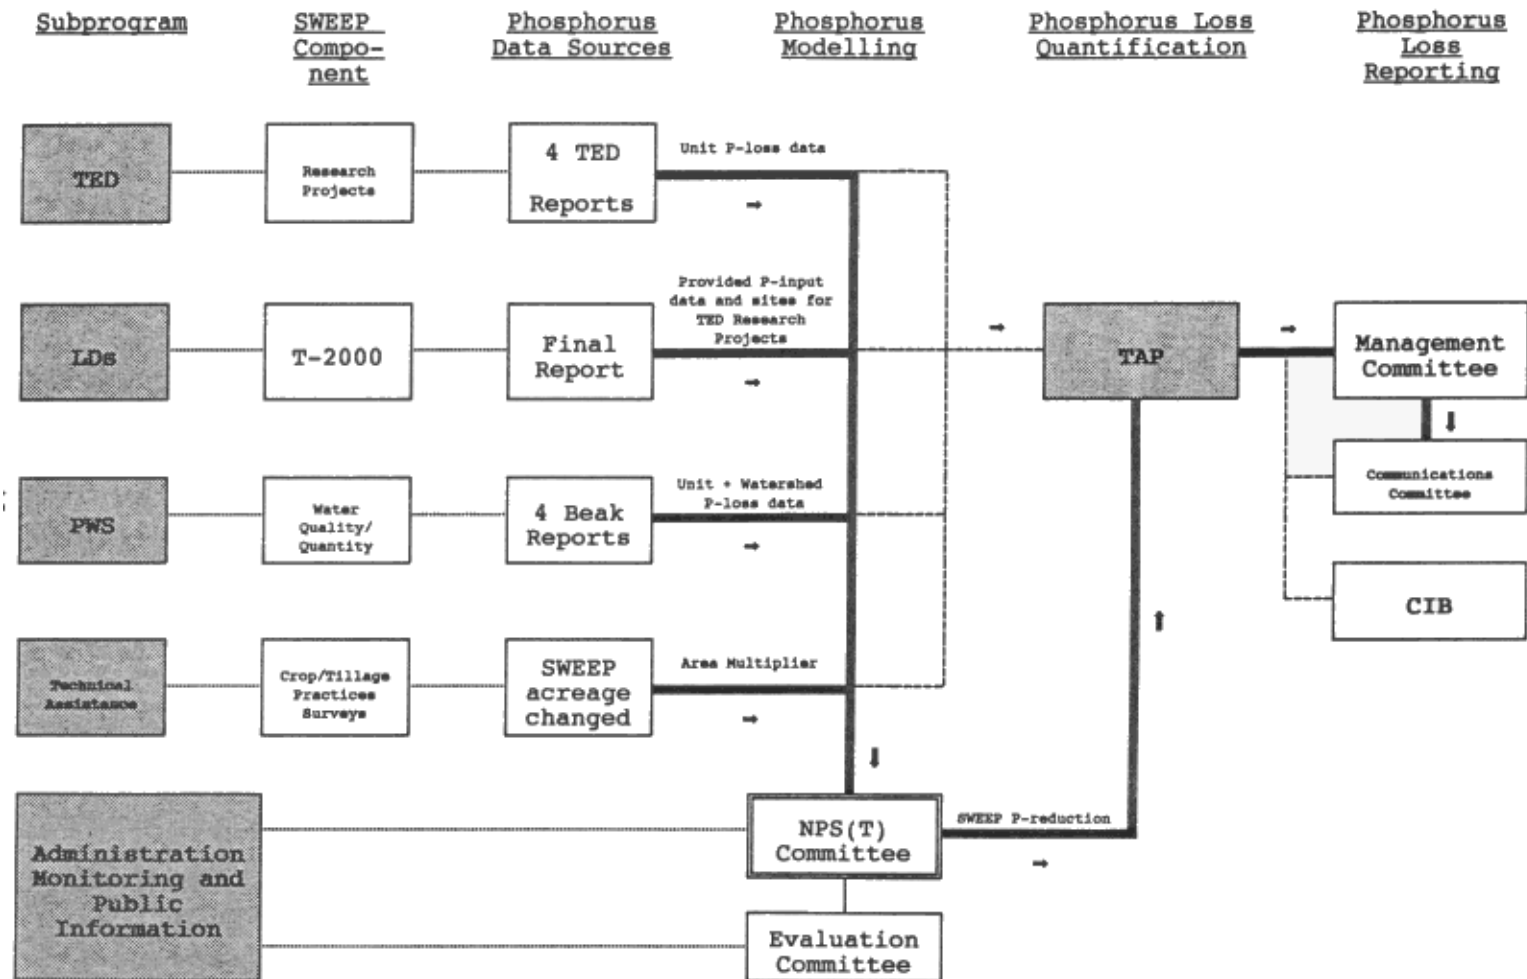 Subprogram
SWEEP
Compo-
nent
Phosphorus
Data Sources
Phosphorus
Modelling
Phosphorus Loss
Quantification
Phosphorus
Loss
Reporting
TED
Research
Projects
4 TED
Reports
Unit P-loss data
LDs
T-2000
Final
Report
Provided P-input
data and sites for
TED Research
Projects
TAP
Management
Committee
Communications
Committee
CIB
PWS
Water
Quality/
Quantity
4 Beak
Reports
Unit + Watershed
P-loss data
Technical
Assistance
Crop/Tillage
Practices
Surveys
SWEEP
acreage
changed
Area Multiplier
Administration
Monitoring and
Public
Information
NPS(T)
Committee
SWEEP P-reduction
Evaluation
Committee